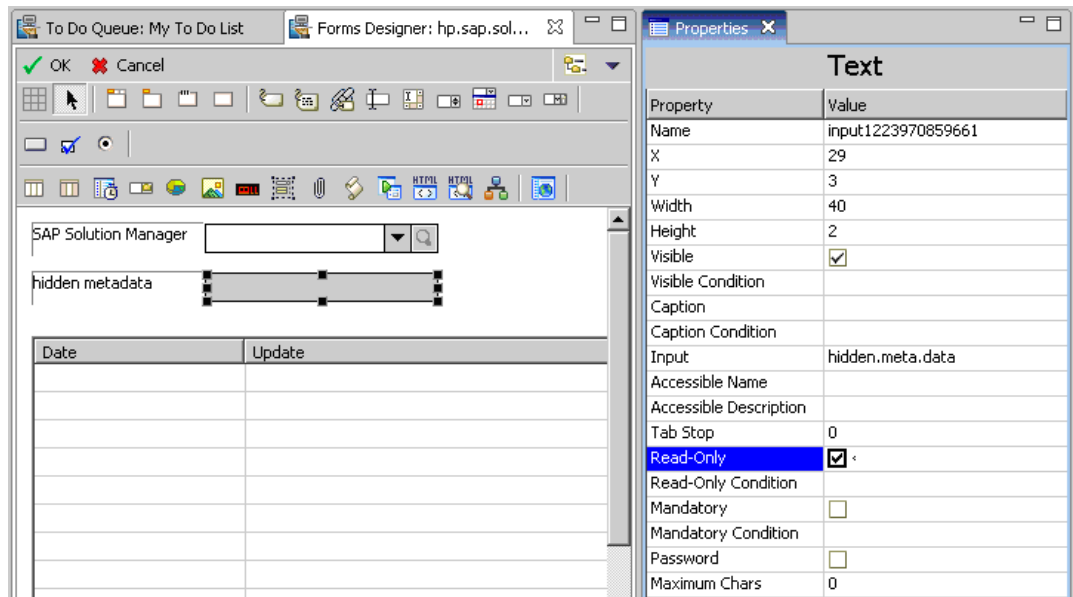 To Do Queue: My To Do List
Forms Designer: hp.sap.sol...
Properties
OK
Cancel
Text
HTML
HTML
SAP Solution Manager
hidden metadata
Date Update
Property Value
Name input1223970859661
X 29
Y 3
Width 40
Height 2
Visible
Visible Condition
Caption
Caption Condition
Input hidden.meta.data
Accessible Name
Accessible Description
Tab Stop 0
Read-Only
Read-Only Condition
Mandatory
Mandatory Condition
Password
Maximum Chars 0